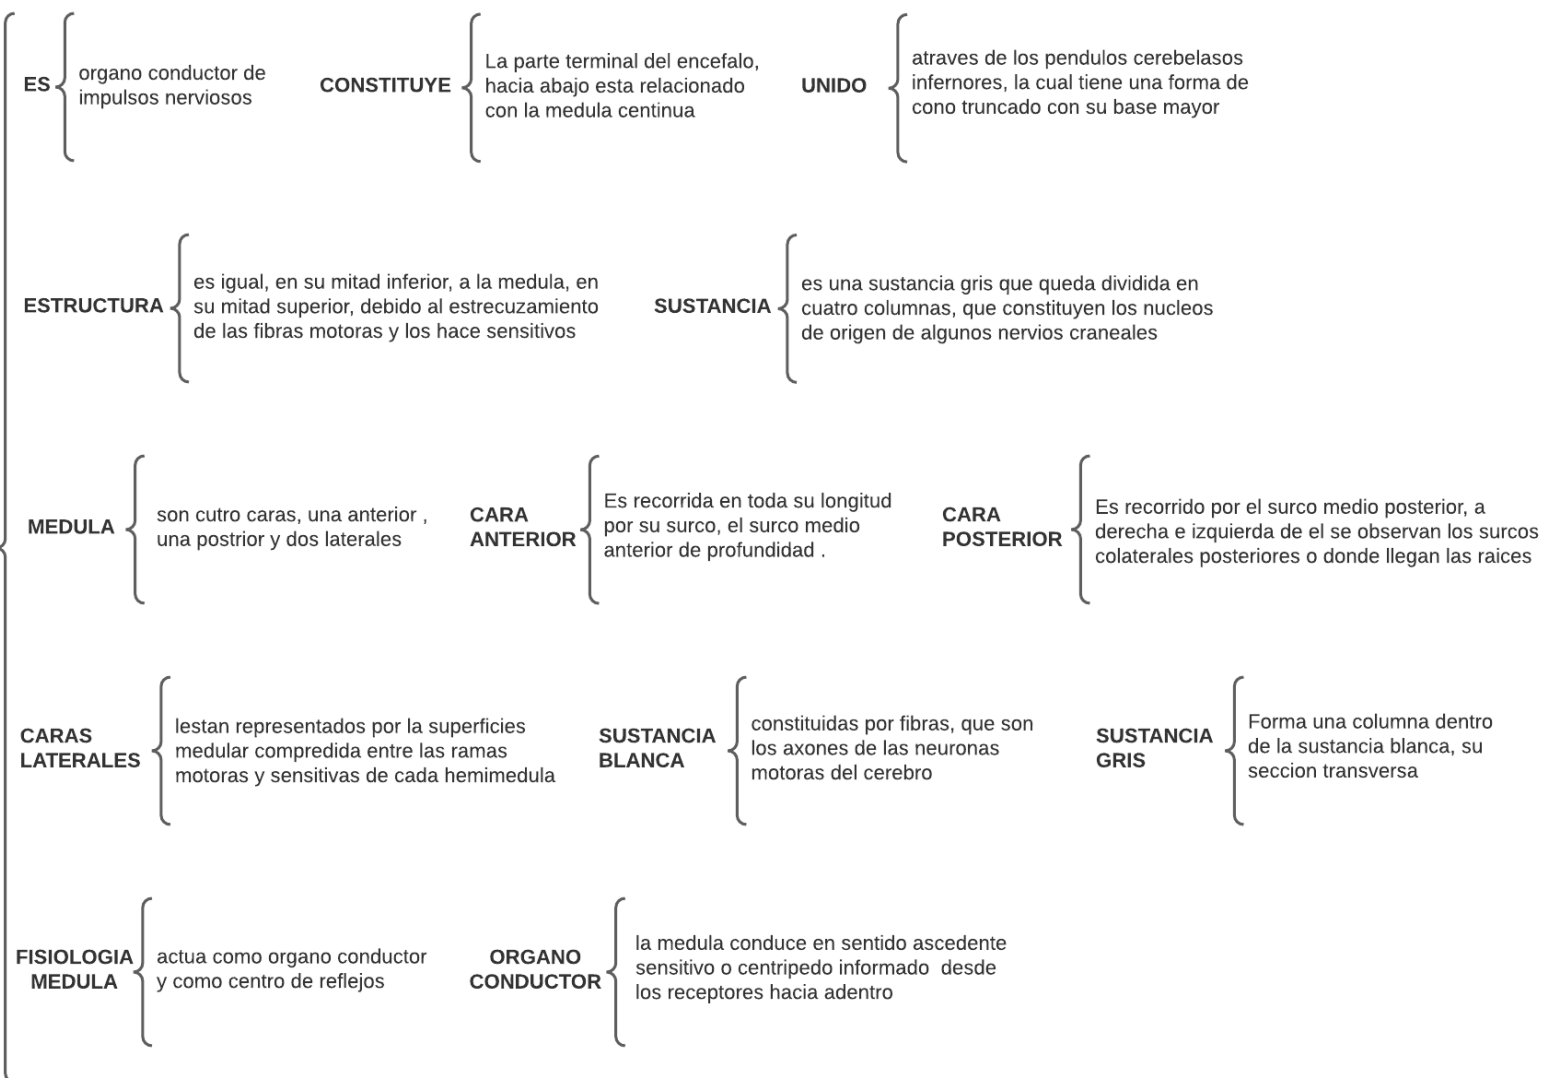 ES
organo conductor de
impulsos nerviosos
CONSTITUYE
La parte terminal del encefalo,
hacia abajo esta relacionado
con la medula centinua
UNIDO
atraves de los pendulos cerebelasos
infernores, la cual tiene una forma de
cono truncado con su base mayor
ESTRUCTURA
es igual, en su mitad inferior, a la medula, en
su mitad superior, debido al estrecuzamiento
de las fibras motoras y los hace sensitivos
SUSTANCIA
es una sustancia gris que queda dividida en
cuatro columnas, que constituyen los nucleos
de origen de algunos nervios craneales
MEDULA
son cutro caras, una anterior ,
una postrior y dos laterales
CARA
ANTERIOR
Es recorrida en toda su longitud
por su surco, el surco medio
anterior de profundidad .
CARA
POSTERIOR
Es recorrido por el surco medio posterior, a
derecha e izquierda de el se observan los surcos
colaterales posteriores o donde llegan las raices
CARAS
LATERALES
lestan representados por la superficies
medular compredida entre las ramas
motoras y sensitivas de cada hemimedula
SUSTANCIA
BLANCA
constituidas por fibras, que son
los axones de las neuronas
motoras del cerebro
SUSTANCIA
GRIS
Forma una columna dentro
de la sustancia blanca, su
seccion transversa
FISIOLOGIA
MEDULA
actua como organo conductor
y como centro de reflejos
ORGANO
CONDUCTOR
la medula conduce en sentido ascedente
sensitivo o centripedo informado  desde
los receptores hacia adentro